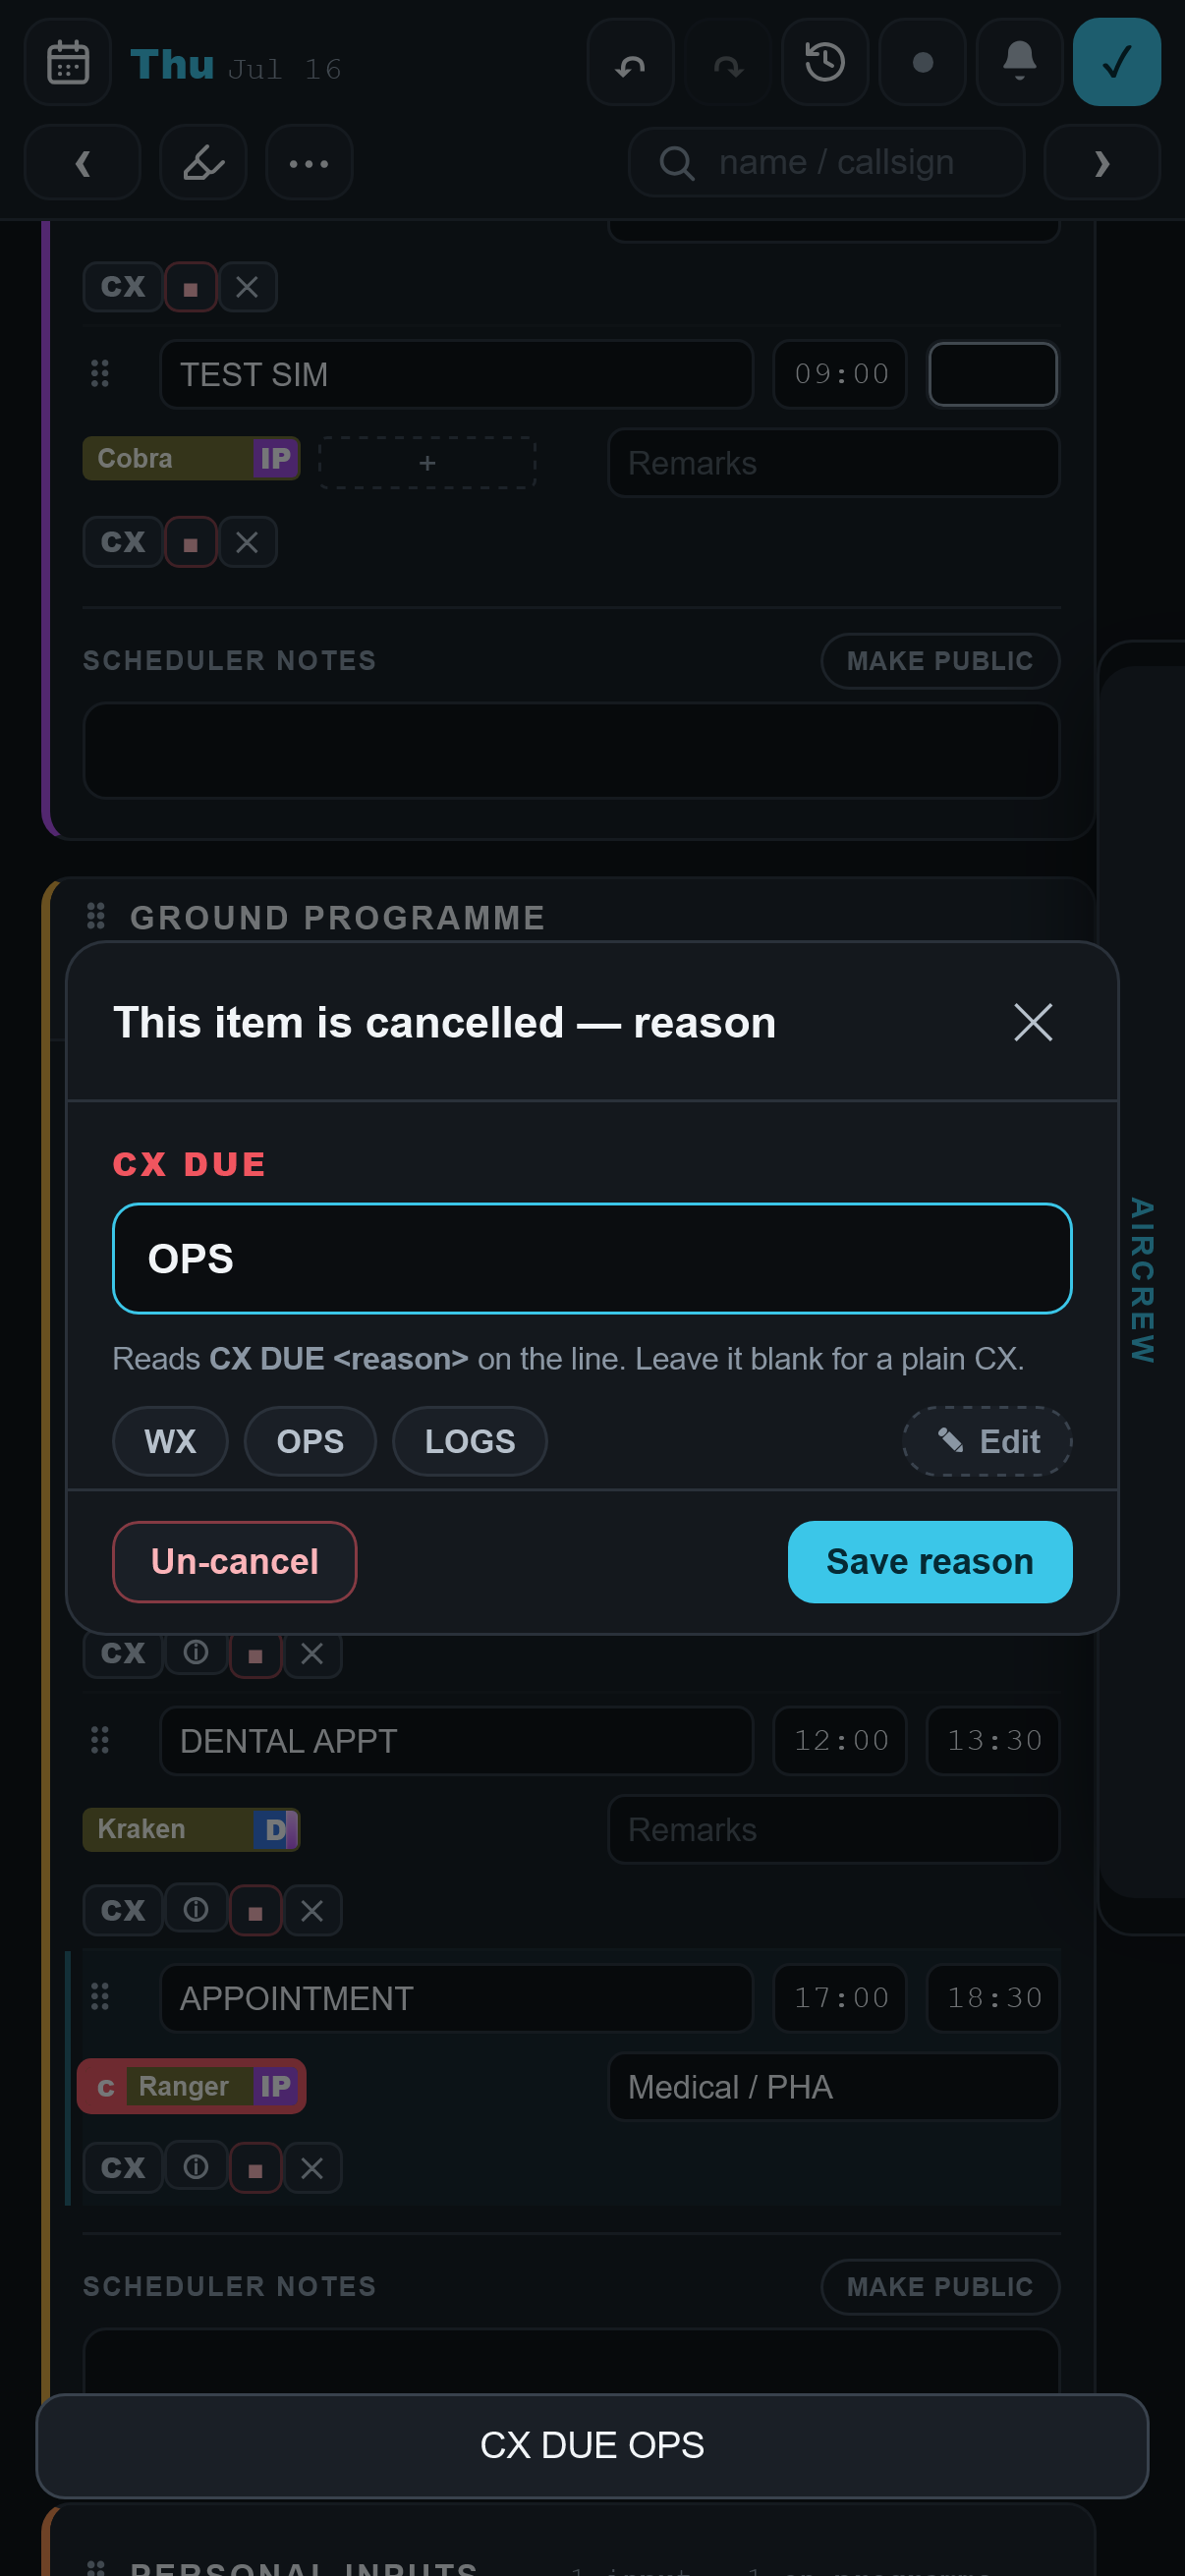 Thu Jul 16
name / callsign
CX
TEST SIM 09:00
Cobra IP + Remarks
CX
SCHEDULER NOTES MAKE PUBLIC
GROUND PROGRAMME
This item is cancelled — reason
CX DUE
OPS
Reads CX DUE <reason> on the line. Leave it blank for a plain CX.
WX OPS LOGS Edit
Un-cancel Save reason
AIRCREW
CX
DENTAL APPT 12:00 13:30
Kraken D Remarks
CX
APPOINTMENT 17:00 18:30
C Ranger IP Medical / PHA
CX
SCHEDULER NOTES MAKE PUBLIC
CX DUE OPS
PERSONAL INPUTS